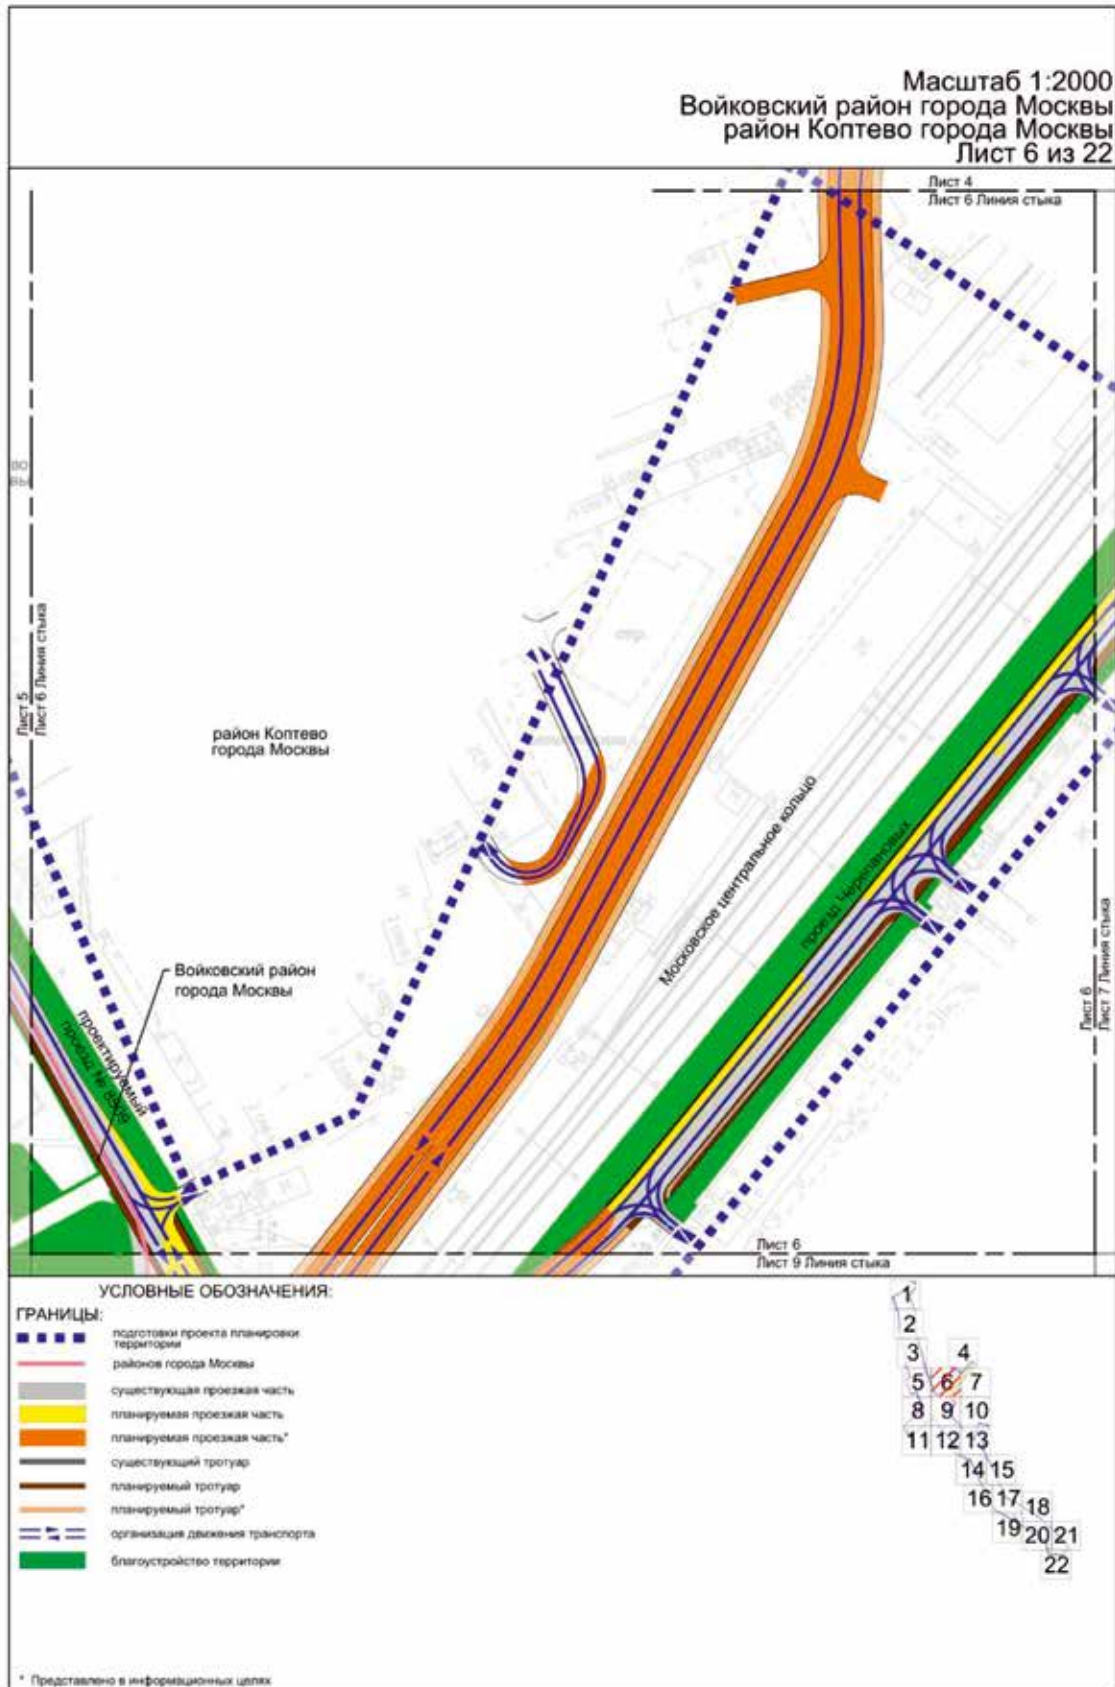 Масштаб 1:2000
Войковский район города Москвы
район Коптево города Москвы
Лист 6 из 22
Лист 4
Лист 6 Линия стыка
Лист 5
Лист 6 Линия стыка
район Коптево
города Москвы
Московское центральное кольцо
проезд Черепановых
Войковский район
города Москвы
проектируемый
проезд №
Лист 6
Лист 7 Линия стыка
Лист 6
Лист 9 Линия стыка
УСЛОВНЫЕ ОБОЗНАЧЕНИЯ:
ГРАНИЦЫ:
подготовки проекта планировки
территории
районов города Москвы
существующая проезжая часть
планируемая проезжая часть
планируемая проезжая часть*
существующий тротуар
планируемый тротуар
планируемый тротуар*
организация движения транспорта
благоустройство территории
1
2
3 4
5 6 7
8 9 10
11 12 13
14 15
16 17 18
19 20 21
22
* Представлено в информационных целях